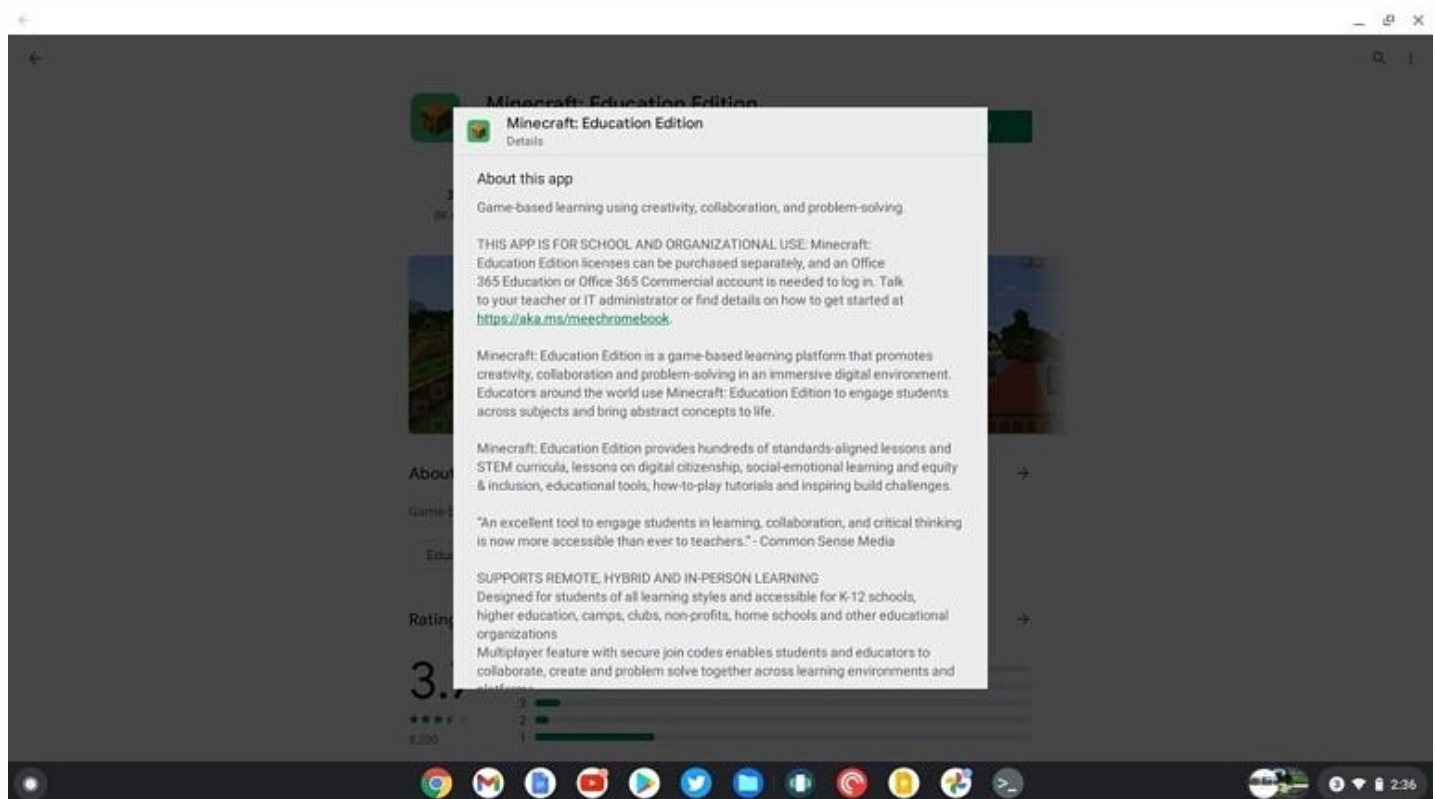 Minecraft: Education Edition
Minecraft: Education Edition
Details
About this app
Game-based learning using creativity, collaboration, and problem-solving.
THIS APP IS FOR SCHOOL AND ORGANIZATIONAL USE: Minecraft:
Education Edition licenses can be purchased separately, and an Office
365 Education or Office 365 Commercial account is needed to log in. Talk
to your teacher or IT administrator or find details on how to get started at
https://aka.ms/meechromebook.
Minecraft: Education Edition is a game-based learning platform that promotes
creativity, collaboration and problem-solving in an immersive digital environment.
Educators around the world use Minecraft: Education Edition to engage students
across subjects and bring abstract concepts to life.
Minecraft: Education Edition provides hundreds of standards-aligned lessons and
STEM curricula, lessons on digital citizenship, social-emotional learning and equity
& inclusion, educational tools, how-to-play tutorials and inspiring build challenges.
"An excellent tool to engage students in learning, collaboration, and critical thinking
is now more accessible than ever to teachers." - Common Sense Media
SUPPORTS REMOTE, HYBRID AND IN-PERSON LEARNING
Designed for students of all learning styles and accessible for K-12 schools,
higher education, camps, clubs, non-profits, home schools and other educational
organizations
Multiplayer feature with secure join codes enables students and educators to
collaborate, create and problem solve together across learning environments and
platforms
About
Game-b
Educ
Rating
3.7
3
2
1
8,200
3 2:36